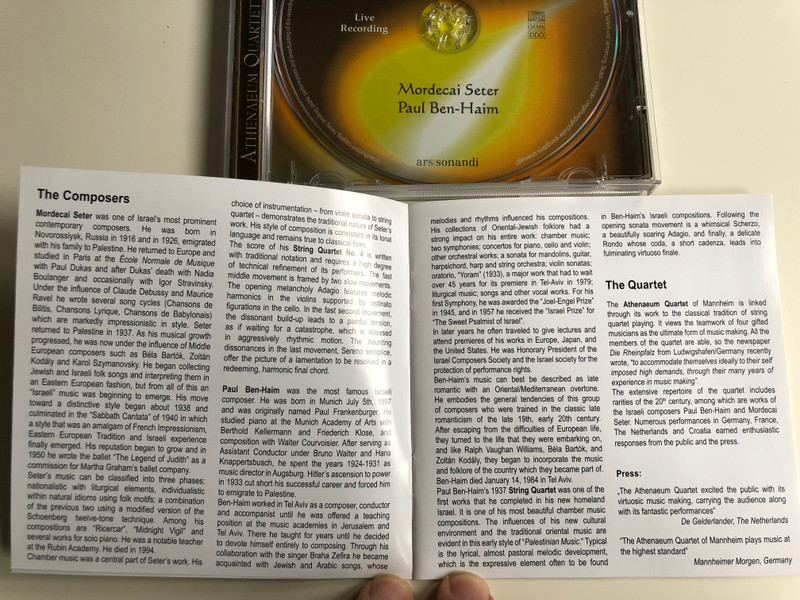 ATHENAEUM QUARTET
Live
Recording
GEMA
DDD
Mordecai Seter
Paul Ben-Haim
ars sonandi
The Composers
Mordecai Seter was one of Israel's most prominent
contemporary composers. He was born in
Novorossiysk, Russia in 1916 and in 1926, emigrated
with his family to Palestine. He returned to Europe and
studied in Paris at the École Normale de Musique
with Paul Dukas and after Dukas' death with Nadia
Boulanger and occasionally with Igor Stravinsky.
Under the influence of Claude Debussy and Maurice
Ravel he wrote several song cycles (Chansons de
Bilitis, Chansons Lyrique, Chansons de Babylonais)
which are markedly impressionistic in style. Seter
returned to Palestine in 1937. As his musical growth
progressed, he was now under the influence of Middle
European composers such as Béla Bartók, Zoltán
Kodály and Karol Szymanovsky. He began collecting
Jewish and Israeli folk songs and interpreting them in
an Eastern European fashion, but from all of this an
"Israeli" music was beginning to emerge. His move
toward a distinctive style began about 1938 and
culminated in the "Sabbath Cantata" of 1940 in which
a style that was an amalgam of French Impressionism,
Eastern European Tradition and Israeli experience
finally emerged. His reputation began to grow and in
1950 he wrote the ballet "The Legend of Judith" as a
commission for Martha Graham's ballet company.
Seter's music can be classified into three phases;
nationalistic with liturgical elements, individualistic
within natural idioms using folk motifs; a combination
of the previous two using a modified version of the
Schoenberg twelve-tone technique. Among his
compositions are "Ricercar", "Midnight Vigil" and
several works for solo piano. He was a notable teacher
at the Rubin Academy. He died in 1994.
Chamber music was a central part of Seter's work. His
choice of instrumentation – from violin sonata to string
quartet – demonstrates the traditional nature of Seter's
work. His style of composition is consistent in its tonal
language and remains true to classical form.
The score of his String Quartet No. 4 is written
with traditional notation and requires a high degree
of technical refinement of its performers. The fast
middle movement is framed by two slow movements.
The opening melancholy Adagio features melodic
harmonics in the violins supported by ostinate
figurations in the cello. In the fast second movement,
the dissonant build-up leads to a painful tension,
as if waiting for a catastrophe, which is released
in aggressively rhythmic motion. The haunting
dissonances in the last movement, Sereno semplice,
offer the picture of a lamentation to be resolved in a
redeeming, harmonic final chord.
Paul Ben-Haim was the most famous Israeli
composer. He was born in Munich July 5th, 1897
and was originally named Paul Frankenburger. He
studied piano at the Munich Academy of Arts with
Berthold Kellermann and Friederich Klose, and
composition with Walter Courvoisier. After serving as
Assistant Conductor under Bruno Walter and Hans
Knappertsbusch, he spent the years 1924-1931 as
music director in Augsburg. Hitler's ascension to power
in 1933 cut short his successful career and forced him
to emigrate to Palestine.
Ben-Haim worked in Tel Aviv as a composer, conductor
and accompanist until he was offered a teaching
position at the music academies in Jerusalem and
Tel Aviv. There he taught for years until he decided
to devote himself entirely to composing. Through his
collaboration with the singer Braha Zefira he became
acquainted with Jewish and Arabic songs, whose
melodies and rhythms influenced his compositions.
His collections of Oriental-Jewish folklore had a
strong impact on his entire work: chamber music;
two symphonies; concertos for piano, cello and violin;
other orchestral works; a sonata for mandolins, guitar,
harpsichord, harp and string orchestra; violin sonatas;
oratorio, "Yoram" (1933), a major work that had to wait
over 45 years for its premiere in Tel-Aviv in 1979;
liturgical music; songs and other vocal works. For his
first Symphony, he was awarded the "Joel-Engel Prize"
in 1945, and in 1957 he received the "Israel Prize" for
"The Sweet Psalmist of Israel".
In later years he often traveled to give lectures and
attend premieres of his works in Europe, Japan, and
the United States. He was Honorary President of the
Israel Composers Society and the Israel society for the
protection of performance rights.
Ben-Haim's music can best be described as late
romantic with an Oriental/Mediterranean overtone.
He embodies the general tendencies of this group
of composers who were trained in the classic late
romanticism of the late 19th, early 20th century.
After escaping from the difficulties of European life,
they turned to the life that they were embarking on,
and like Ralph Vaughan Williams, Béla Bartók, and
Zoltán Kodály, they began to incorporate the music
and folklore of the country which they became part of.
Ben-Haim died January 14, 1984 in Tel Aviv.
Paul Ben-Haim's 1937 String Quartet was one of the
first works that he completed in his new homeland
Israel. It is one of his most beautiful chamber music
compositions. The influences of his new cultural
environment and the traditional oriental music are
evident in this early style of "Palestinian Music." Typical
is the lyrical, almost pastoral melodic development,
which is the expressive element often to be found
in Ben-Haim's Israeli compositions. Following the
opening sonata movement is a whimsical Scherzo,
a beautifully soaring Adagio, and finally, a delicate
Rondo whose coda, a short cadenza, leads into
fulminating virtuoso finale.
The Quartet
The Athenaeum Quartet of Mannheim is linked
through its work to the classical tradition of string
quartet playing. It views the teamwork of four gifted
musicians as the ultimate form of music making. All the
members of the quartet are able, so the newspaper
Die Rheinpfalz from Ludwigshafen/Germany recently
wrote, "to accommodate themselves ideally to their self
imposed high demands, through their many years of
experience in music making".
The extensive repertoire of the quartet includes
rarities of the 20th century, among which are works of
the Israeli composers Paul Ben-Haim and Mordecai
Seter. Numerous performances in Germany, France,
The Netherlands and Croatia earned enthusiastic
responses from the public and the press.
Press:
„The Athenaeum Quartet excited the public with its
virtuosic music making, carrying the audience along
with its fantastic performances"
De Gelderlander, The Netherlands
"The Athenaeum Quartet of Mannheim plays music at
the highest standard"
Mannheimer Morgen, Germany